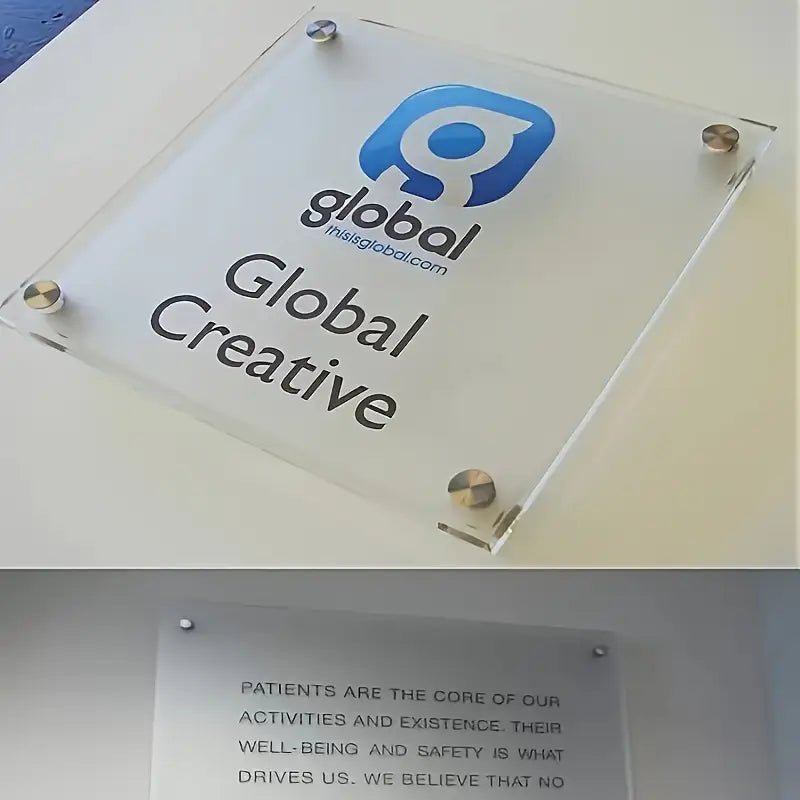 global
thisisglobal.com
Global
Creative
PATIENTS ARE THE CORE OF OUR
ACTIVITIES AND EXISTENCE. THEIR
WELL-BEING AND SAFETY IS WHAT
DRIVES US. WE BELIEVE THAT NO